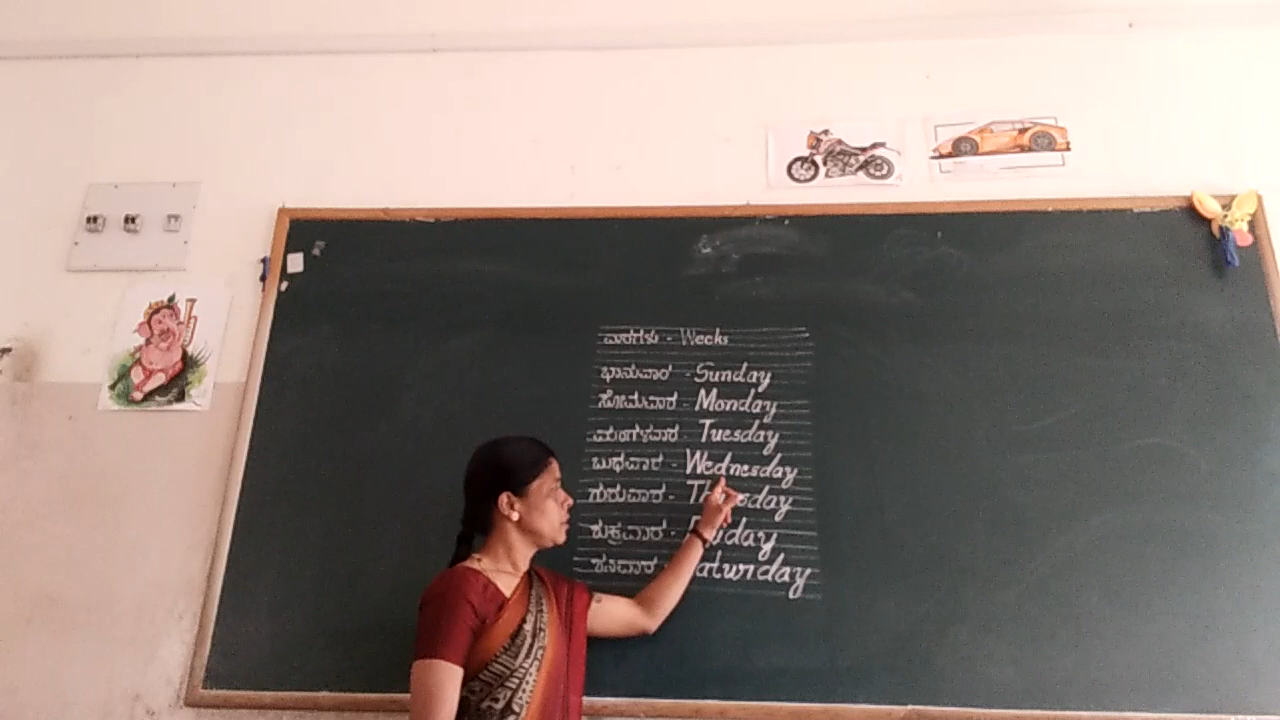 ವಾರಗಳು - Weeks
ಭಾನುವಾರ - Sunday
ಸೋಮವಾರ - Monday
ಮಂಗಳವಾರ - Tuesday
ಬುಧವಾರ - Wednesday
ಗುರುವಾರ - Thursday
ಶುಕ್ರವಾರ - Friday
ಶನಿವಾರ - Saturday